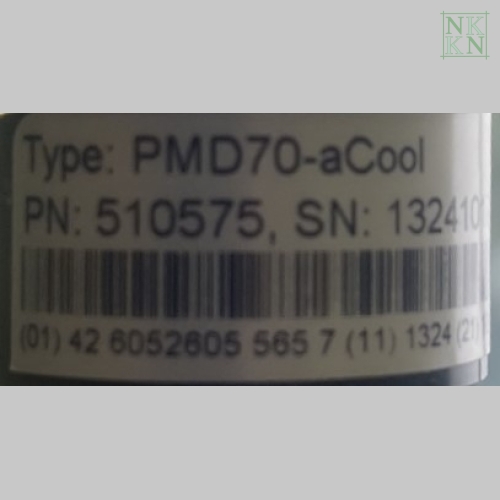 NK
KN
Type: PMD70-aCool
PN: 510575, SN: 132410
(01) 42 6052605 565 7 (11) 1324 (21)